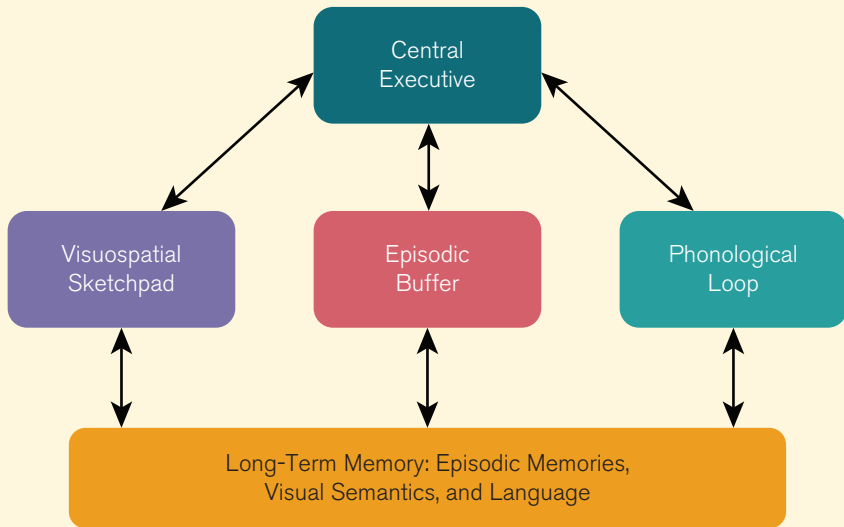 Central
Executive
Visuospatial
Sketchpad
Episodic
Buffer
Phonological
Loop
Long-Term Memory: Episodic Memories,
Visual Semantics, and Language